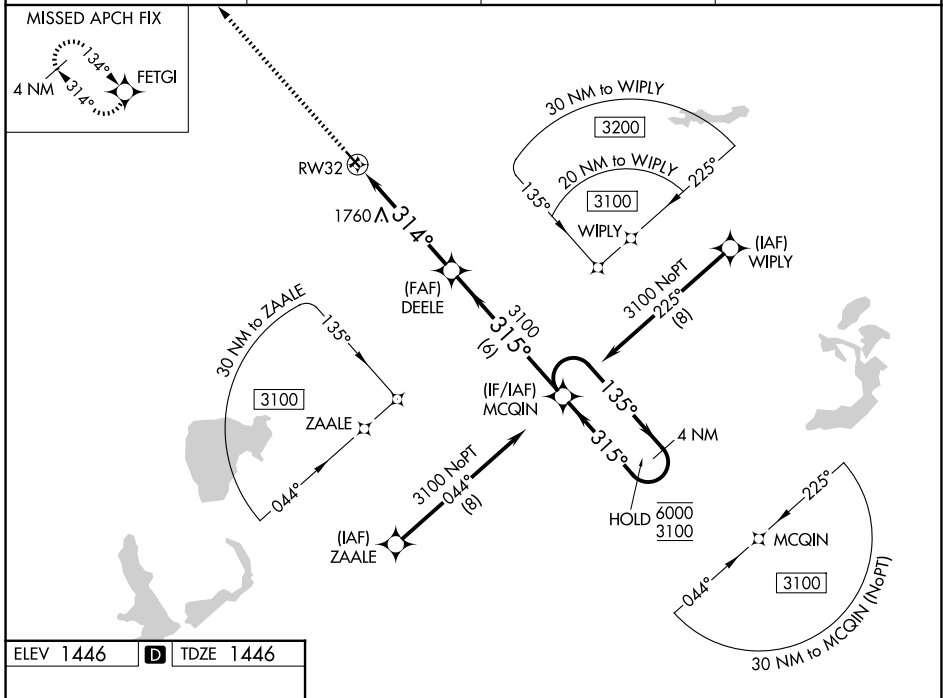 MISSED APCH FIX
134°
FETGI
4 NM
314°
30 NM to WIPLY
3200
RW32
20 NM to WIPLY
225°
135°
3100
WIPLY
1760
314°
(IAF)
WIPLY
(FAF)
DEELE
3100 NoPT
225°
(8)
3100
315°
(6)
30 NM to ZAALE
135°
3100
ZAALE
044°
(IF/IAF)
MCQIN
135°
4 NM
315°
3100 NoPT
044°
(8)
HOLD
6000
3100
(IAF)
ZAALE
225°
MCQIN
044°
3100
30 NM to MCQIN (NoPT)
ELEV 1446 D TDZE 1446